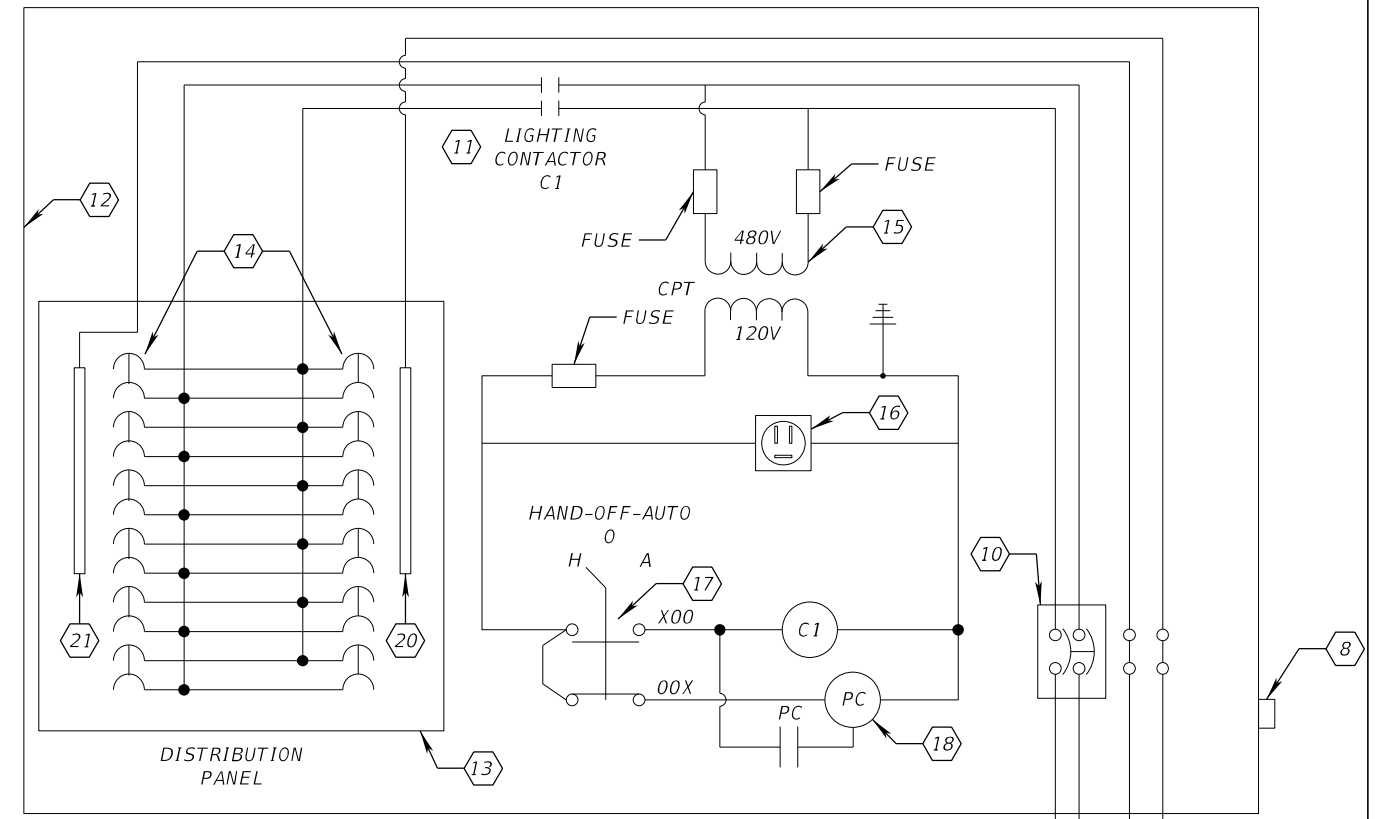 11
LIGHTING
CONTACTOR
C1
FUSE
12
15
480V
FUSE
14
CPT
FUSE
120V
16
HAND-OFF-AUTO
O
H A
10
17
X00
C1
21
20
8
00X
PC
PC
18
DISTRIBUTION
PANEL
13